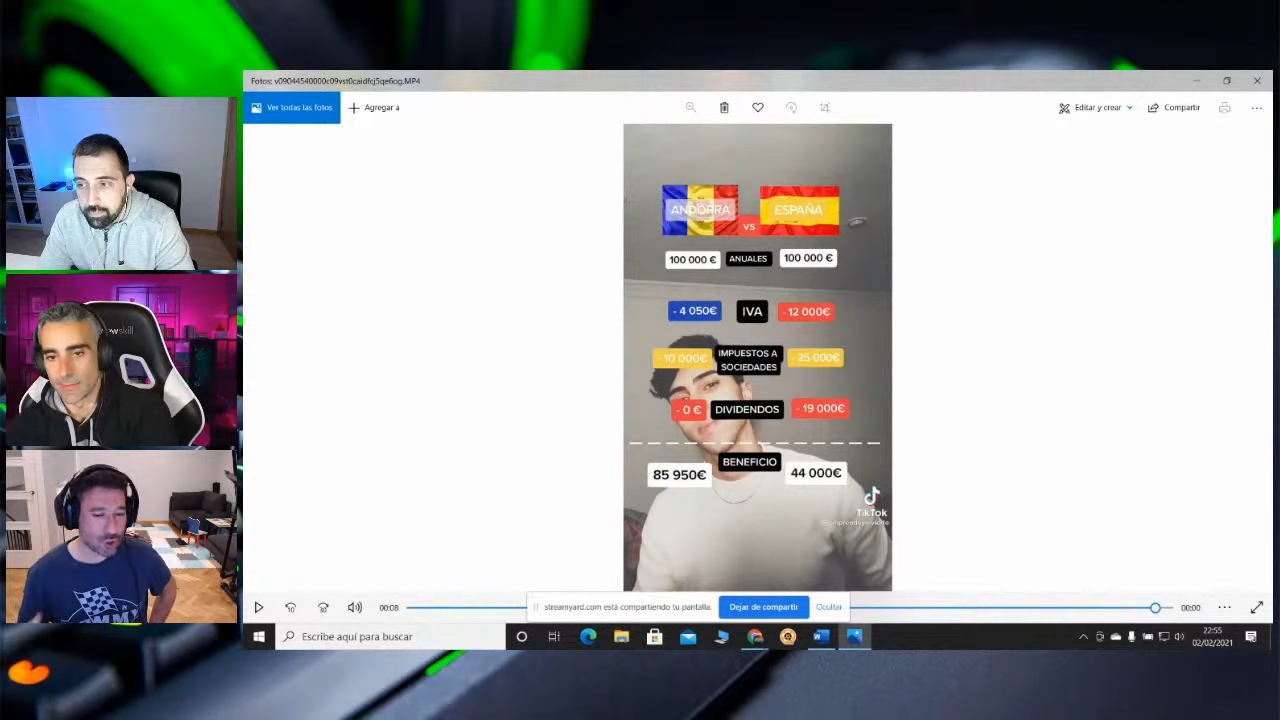 Fotos: v09044540000c09vst0caidfcj5qe6og.MP4
Ver todas las fotos
Agregar a
Editar y crear
Compartir
ANDORRA
vs
ESPAÑA
100 000 €
ANUALES
100 000 €
- 4 050€
IVA
- 12 000€
- 10 000€
IMPUESTOS A
SOCIEDADES
- 25 000€
- 0 €
DIVIDENDOS
- 19 000€
BENEFICIO
85 950€
44 000€
TikTok
00:08
streamyard.com está compartiendo tu pantalla.
Dejar de compartir
Ocultar
00:00
Escribe aquí para buscar
22:55
02/02/2021